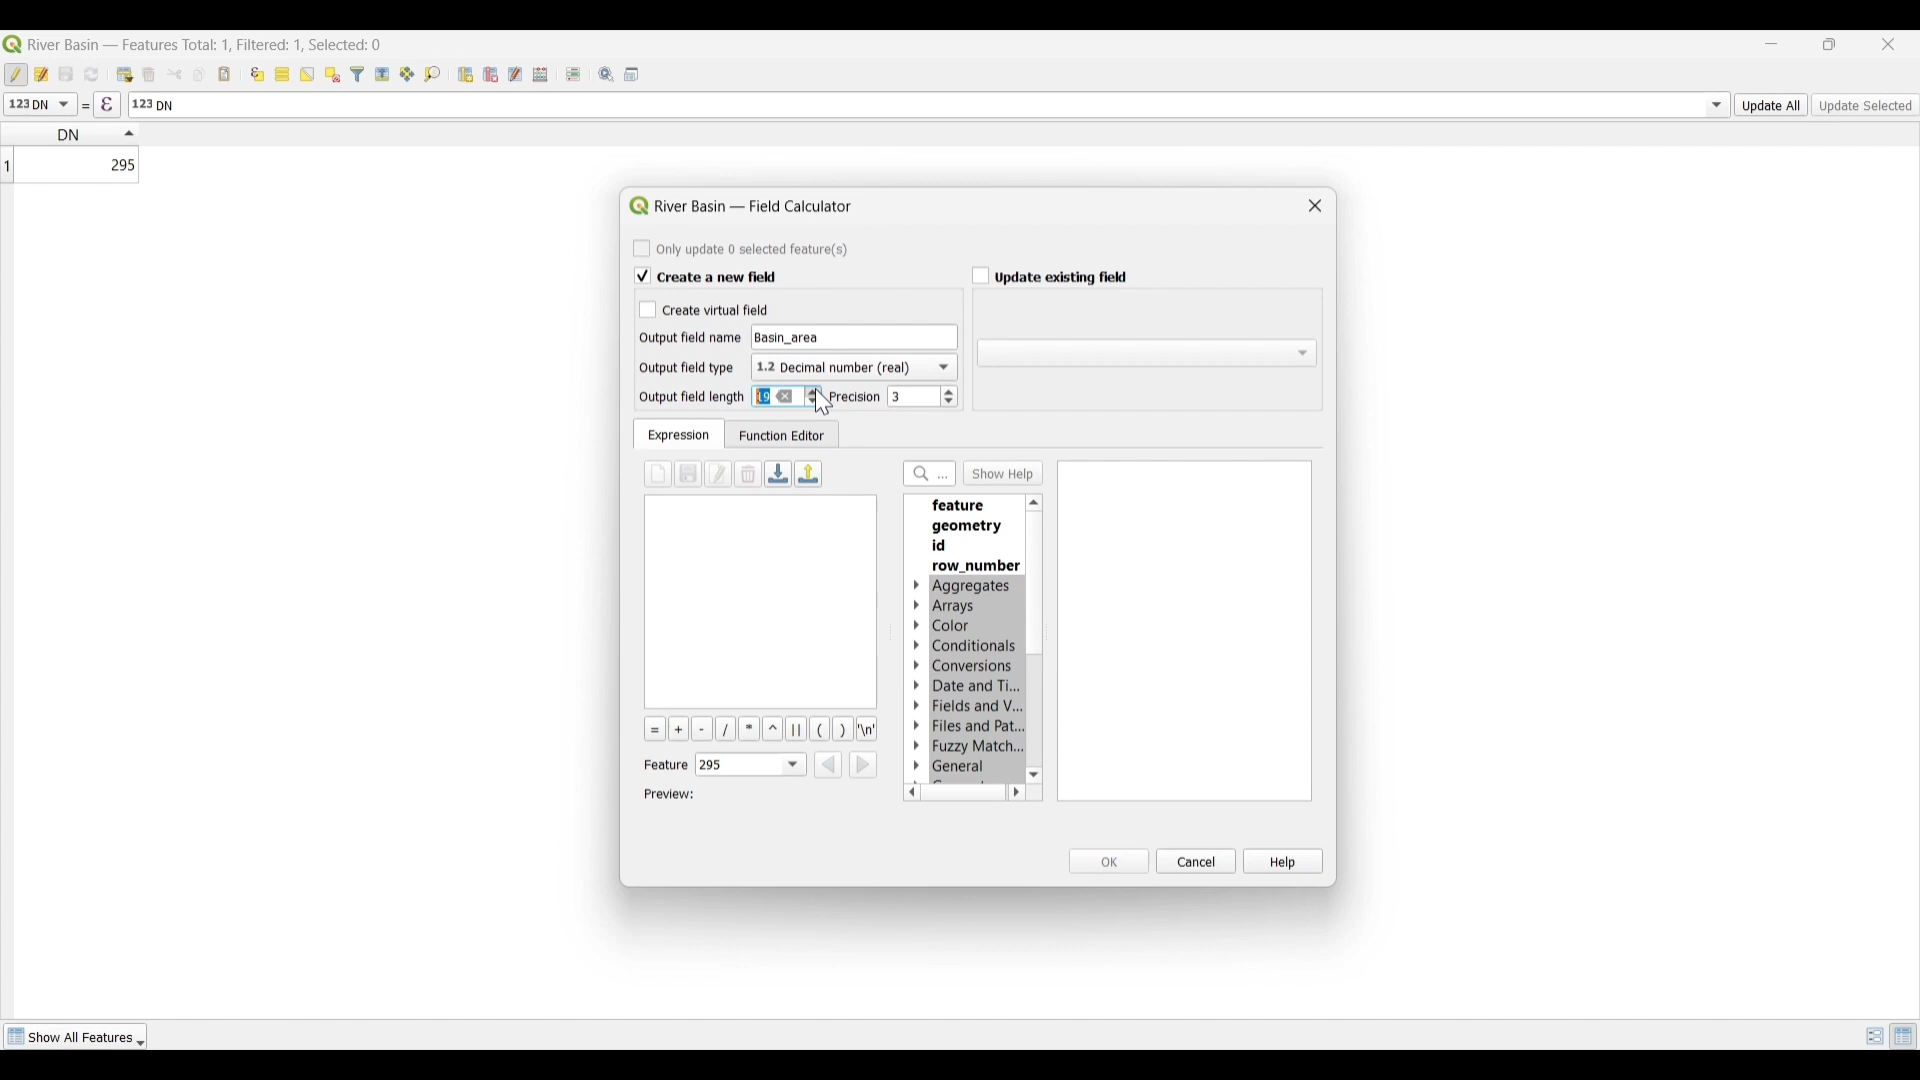 River Basin — Features Total: 1, Filtered: 1, Selected: 0
123 DN = ε 123 DN Update All Update Selected
DN
1 295
River Basin — Field Calculator
Only update 0 selected feature(s)
Create a new field Update existing field
Create virtual field
Output field name Basin_area
Output field type 1.2 Decimal number (real)
Output field length 19 Precision 3
Expression Function Editor
... Show Help
feature
geometry
id
row_number
Aggregates
Arrays
Color
Conditionals
Conversions
Date and Ti...
Fields and V...
Files and Pat...
Fuzzy Match...
General
= + - / * ^ || ( ) '\n'
Feature 295
Preview:
OK Cancel Help
Show All Features